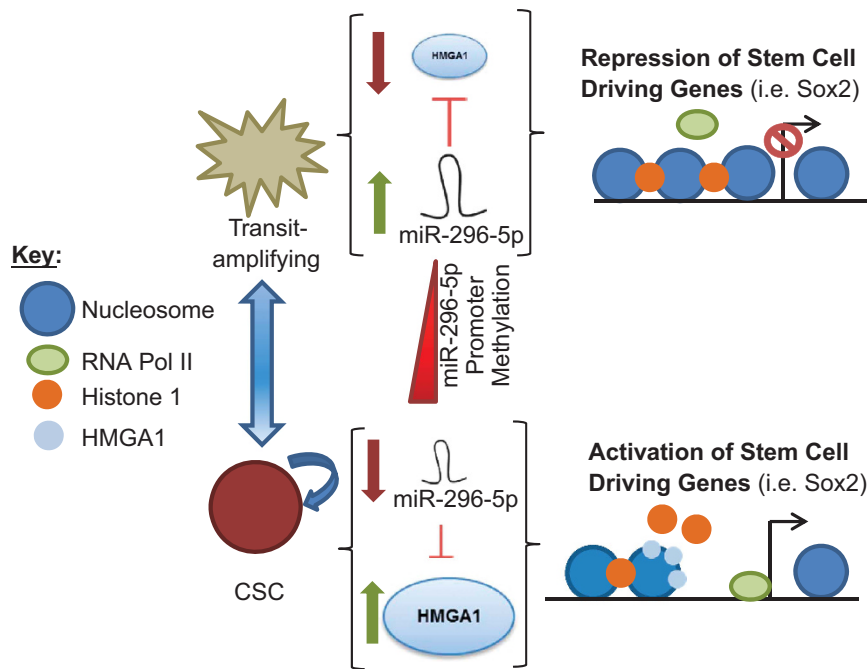 HMGA1
miR-296-5p
Repression of Stem Cell
Driving Genes (i.e. Sox2)
Transit-
amplifying
Key:
Nucleosome
RNA Pol II
Histone 1
HMGA1
miR-296-5p
Promoter
Methylation
CSC
miR-296-5p
HMGA1
Activation of Stem Cell
Driving Genes (i.e. Sox2)